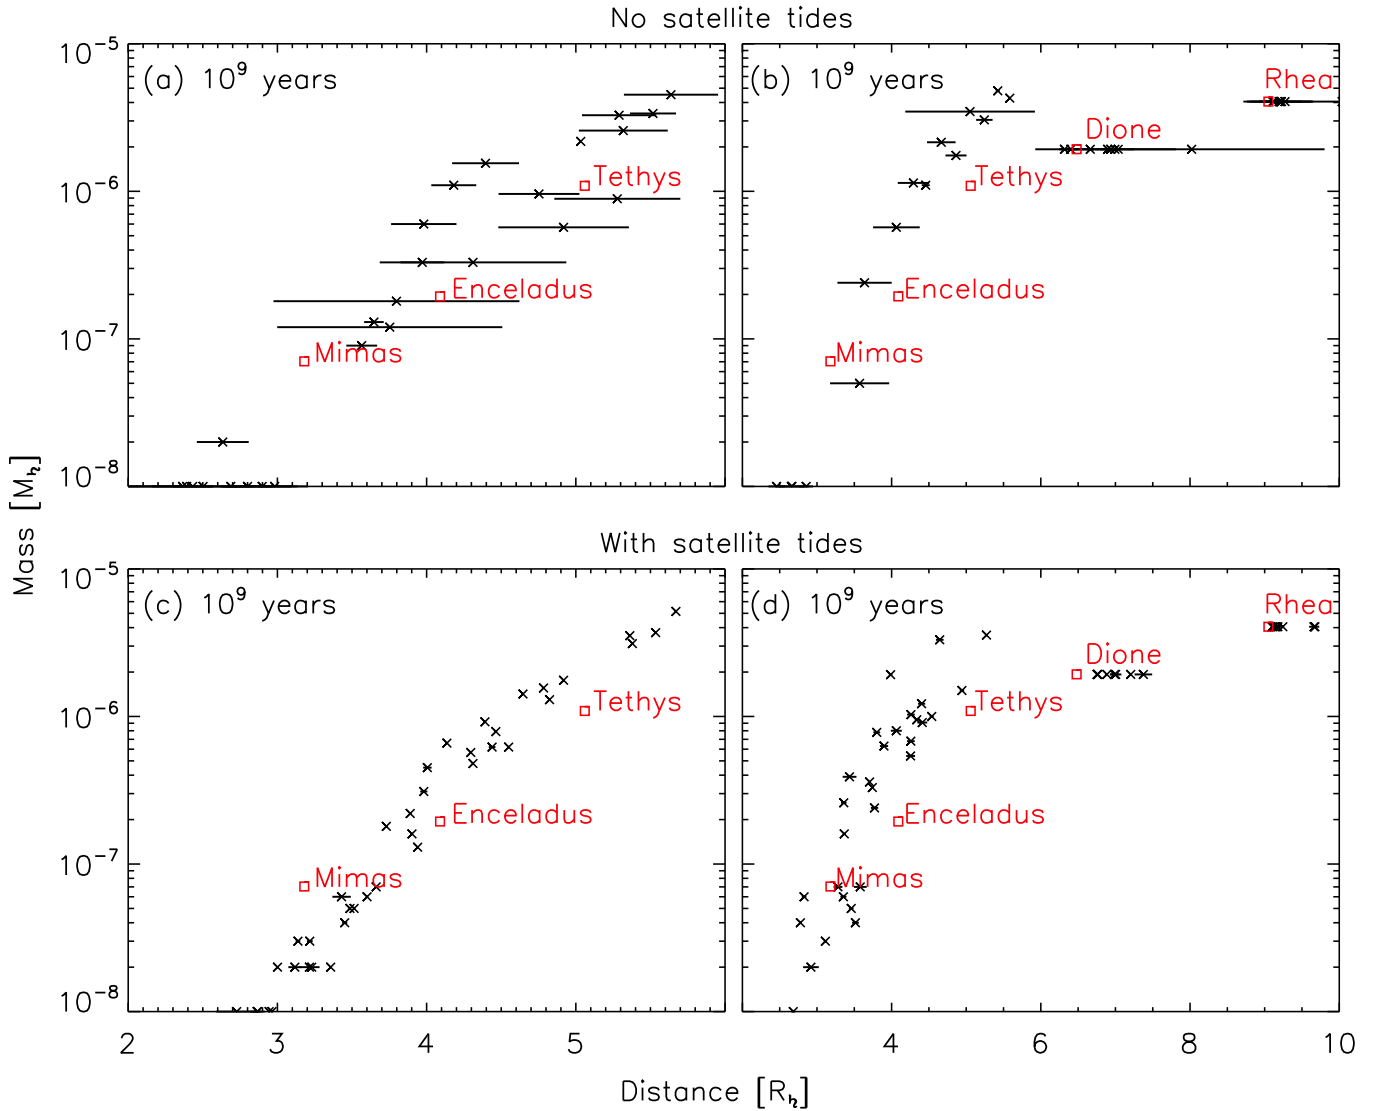 No satellite tides
(a) 10⁹ years
(b) 10⁹ years
10⁻⁵
10⁻⁶
10⁻⁷
10⁻⁸
Tethys
Enceladus
Mimas
Rhea
Dione
Tethys
Enceladus
Mimas
Mass [M♄]
With satellite tides
(c) 10⁹ years
(d) 10⁹ years
10⁻⁵
10⁻⁶
10⁻⁷
10⁻⁸
Tethys
Enceladus
Mimas
Rhea
Dione
Tethys
Enceladus
Mimas
2 3 4 5 4 6 8 10
Distance [R♄]